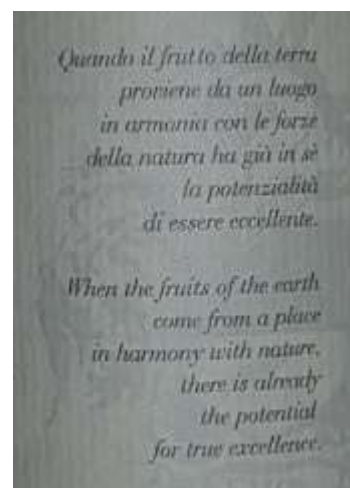 Quando il frutto della terra
proviene da un luogo
in armonia con le forze
della natura ha già in sè
la potenzialità
di essere eccellente.
When the fruits of the earth
come from a place
in harmony with nature,
there is already
the potential
for true excellence.